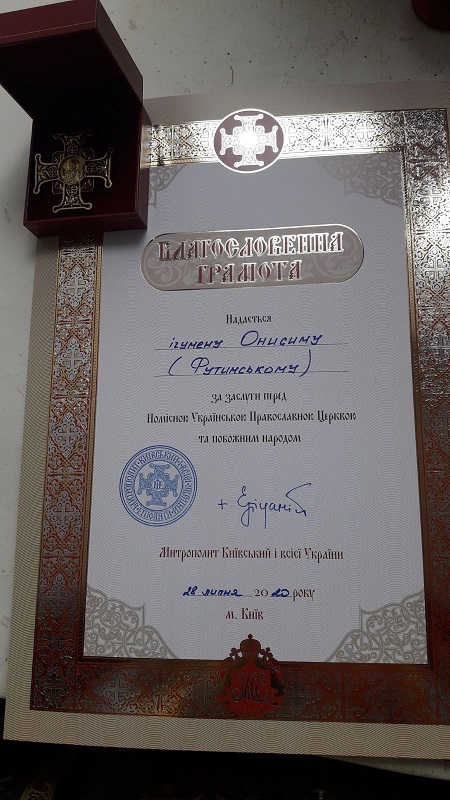 БЛАГОСЛОВЕННА
ГРАМОТА
Надається
ігумену Онисиму
(Футимському)
за заслуги перед
Помісною Українською Православною Церквою
та побожним народом
+ Епіфаній
Митрополит Київський і всієї України
28 липня 2020 року
м. Київ